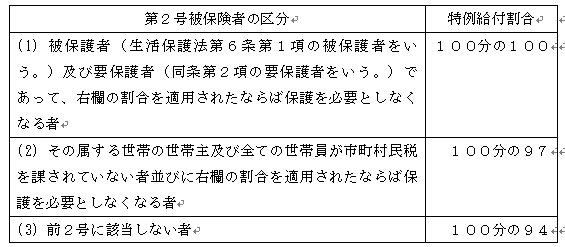 第２号被保険者の区分 特例給付割合
(1) 被保護者（生活保護法第６条第１項の被保護者をい １００分の１００
う。）及び要保護者（同条第２項の要保護者をいう。）で
あって、右欄の割合を適用されたならば保護を必要としなく
なる者
(2) その属する世帯の世帯主及び全ての世帯員が市町村民税 １００分の９７
を課されていない者並びに右欄の割合を適用されたならば保
護を必要としなくなる者
(3) 前２号に該当しない者 １００分の９４